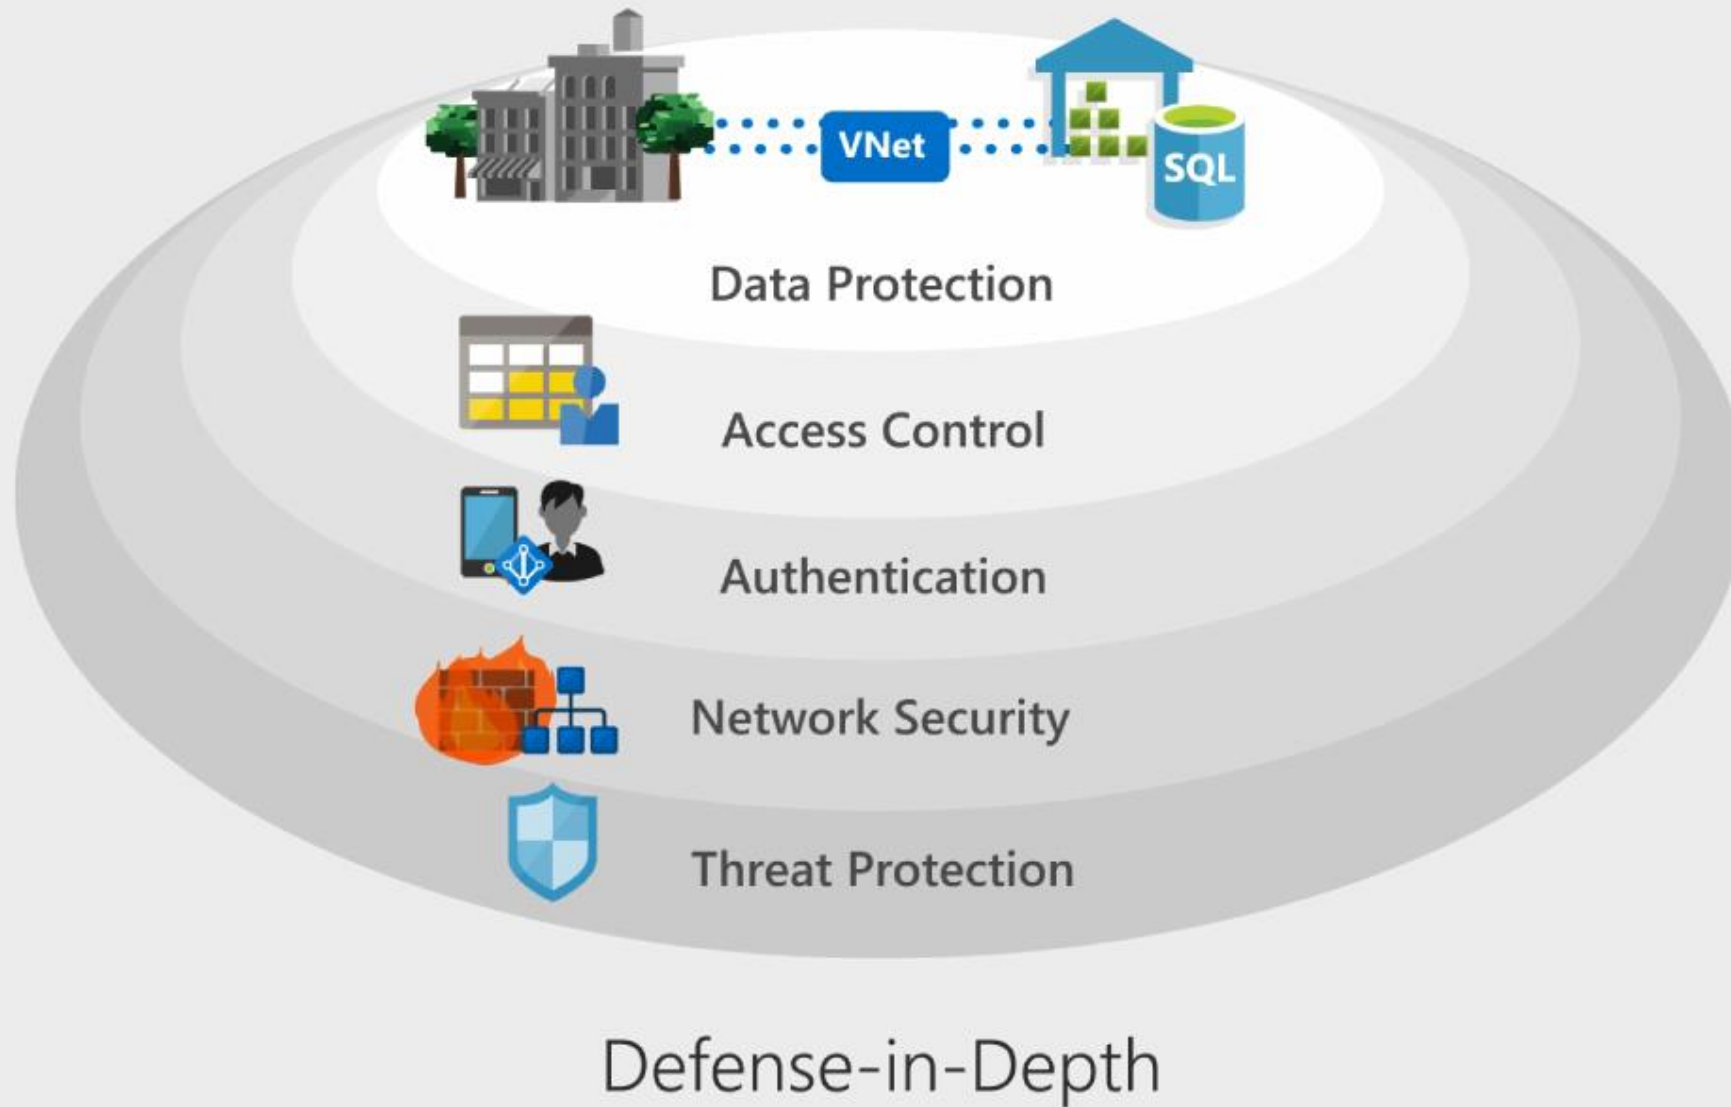 VNet
SQL
Data Protection
Access Control
Authentication
Network Security
Threat Protection
Defense-in-Depth